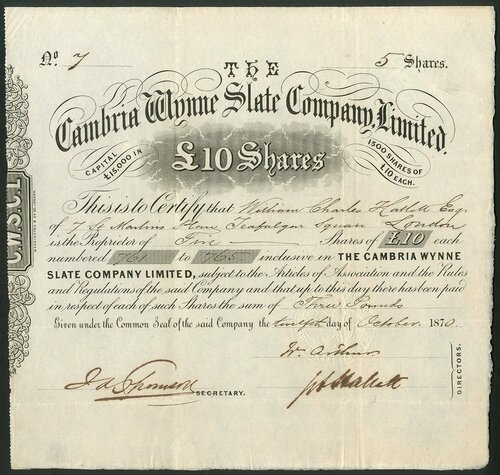 No. 7
5 Shares.
THE
Cambria Wynne Slate Company, Limited.
CAPITAL £15,000 IN
£10 Shares
1500 SHARES OF £10 EACH.
This is to Certify that William Charles Hallett Esq
of 7 St Martins Place Trafalgar Square London
is the Proprietor of Five Shares of £10 each
numbered 761 to 765 inclusive in THE CAMBRIA WYNNE
SLATE COMPANY LIMITED, subject to the Articles of Association and the Rules
and Regulations of the said Company and that up to this day there has been paid
in respect of each of such Shares the sum of Three Pounds
Given under the Common Seal of the said Company the twelfth day of October 1870.
Wm Arthur
SECRETARY.
Hallett
DIRECTORS.
C.W.S.C.L.